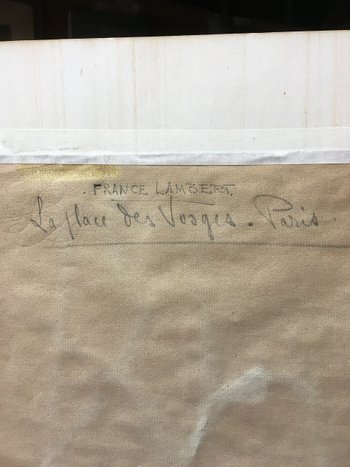 . FRANCE LAMBERT.
La place des Vosges. Paris